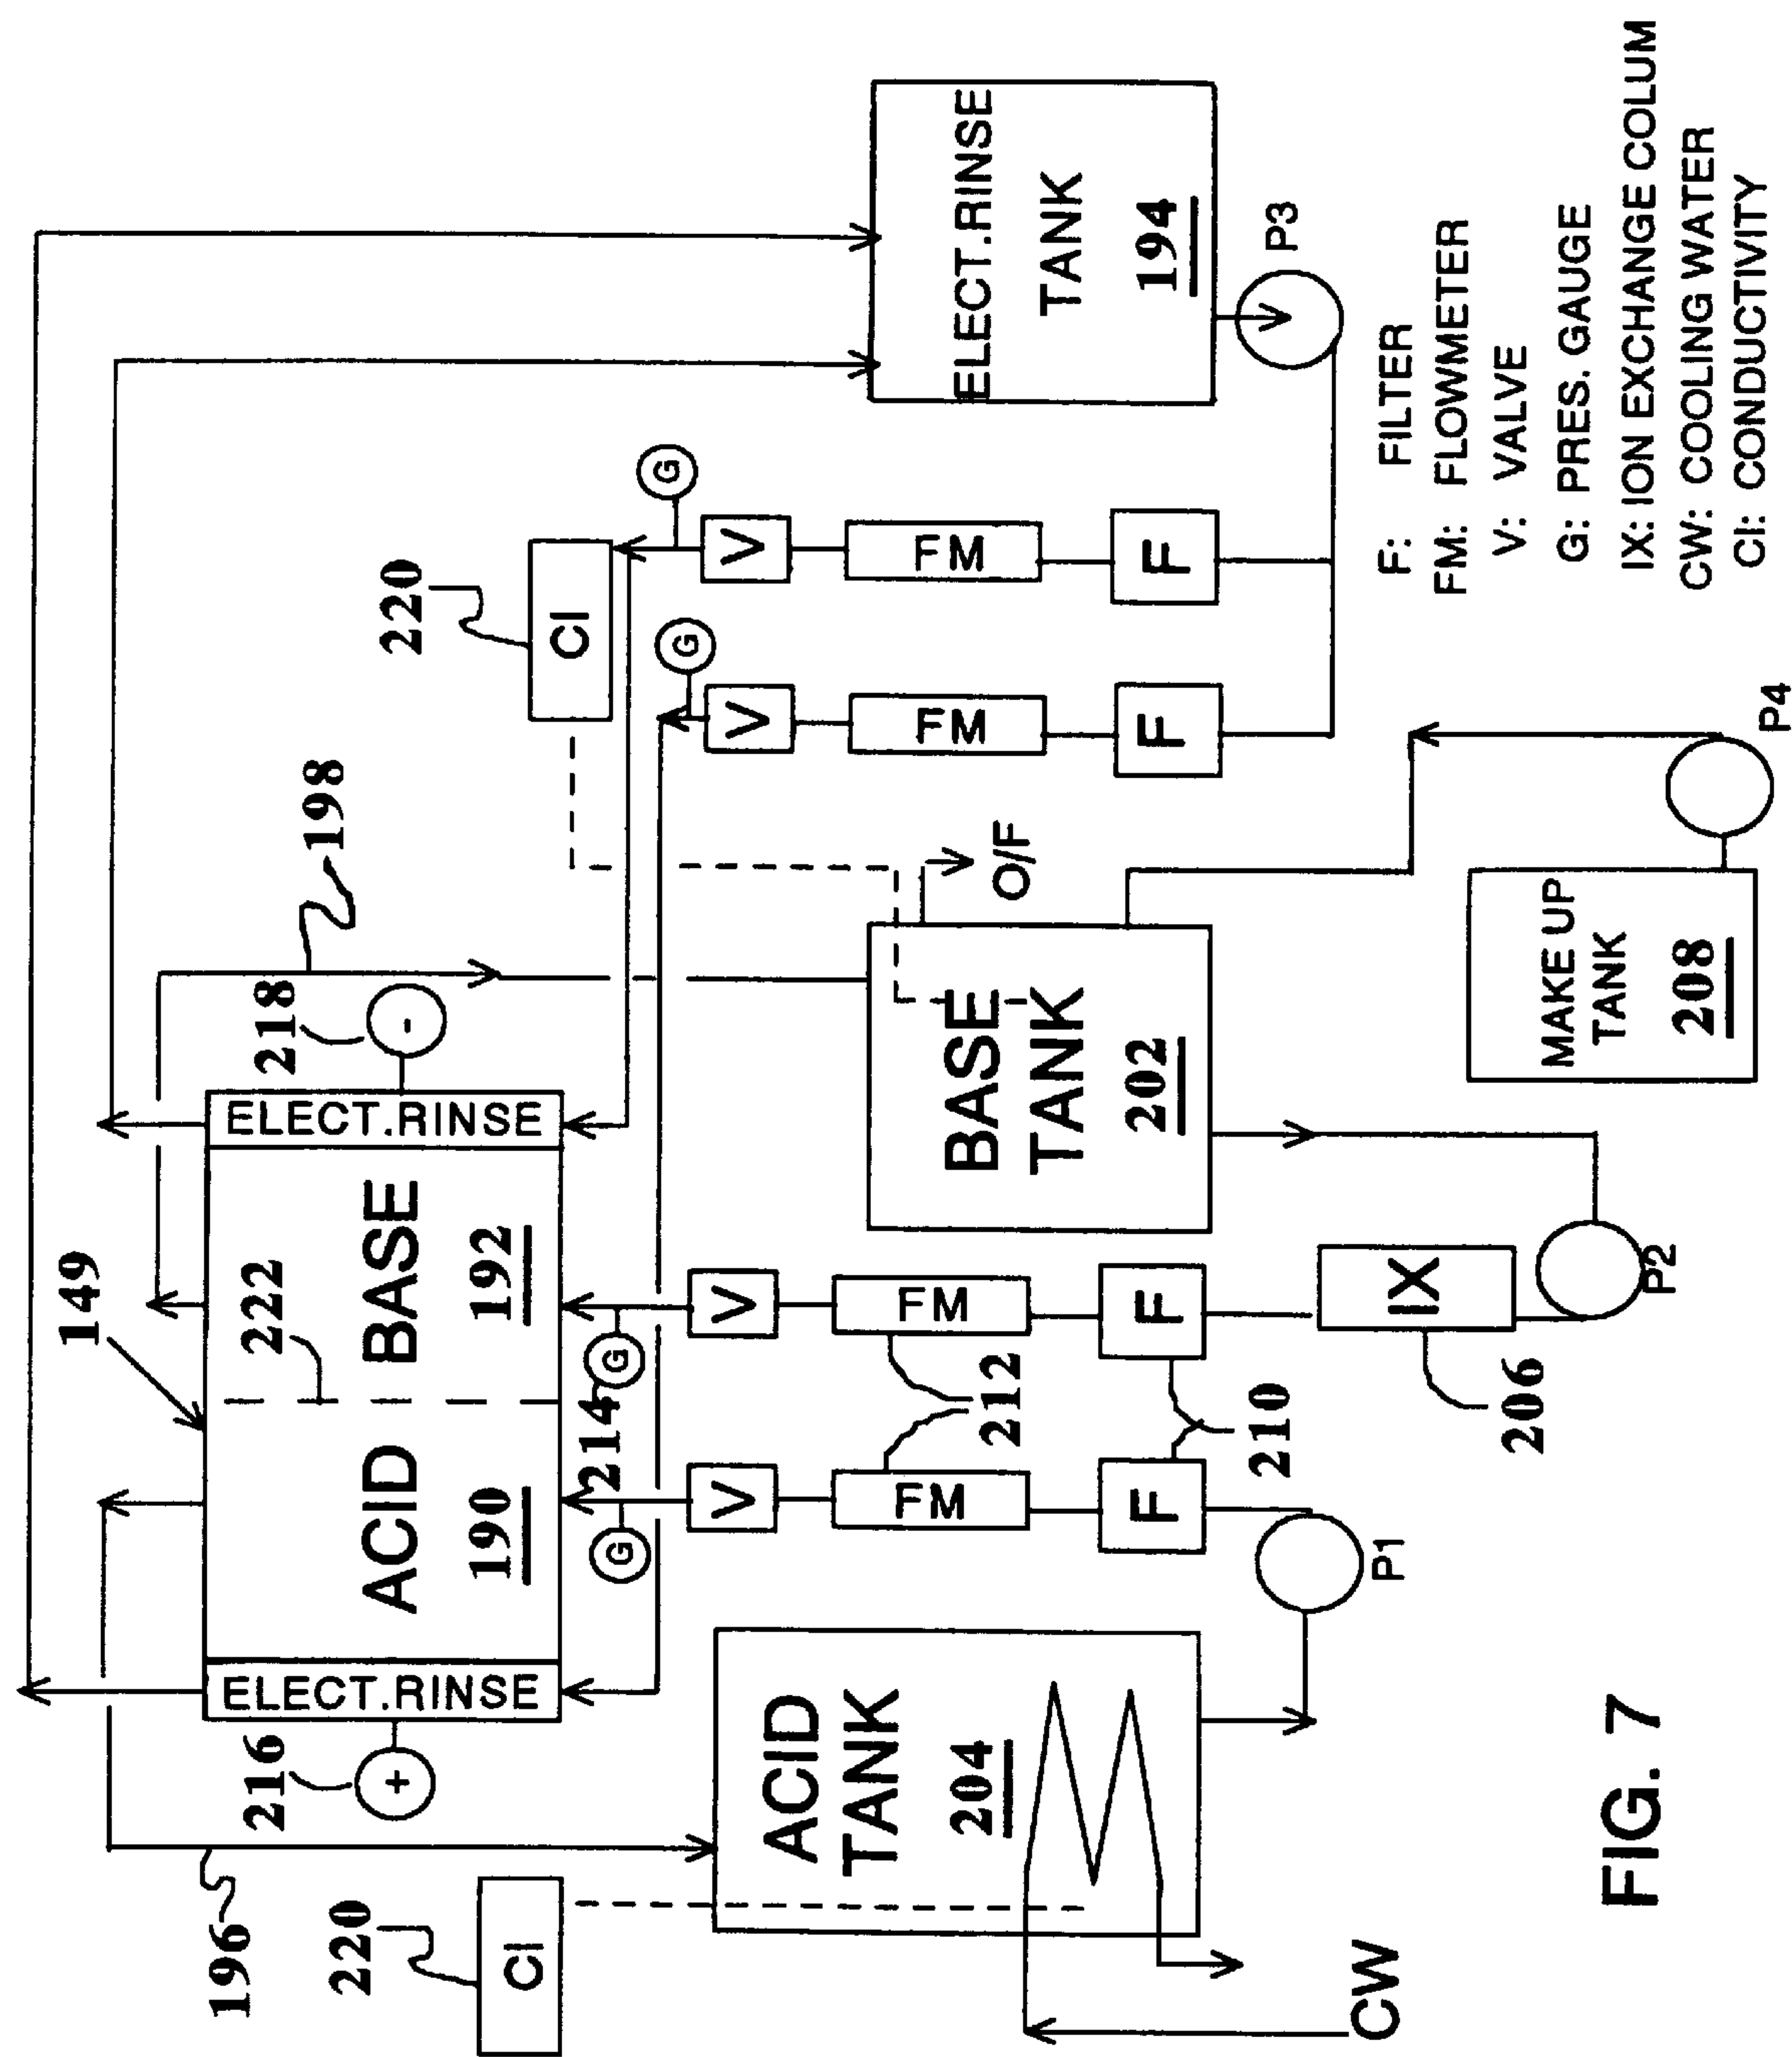 149
222
ACID
190
BASE
192
ELECT.RINSE
ELECT.RINSE
216
+
218
-
196
198
220
CI
220
CI
214
G
G
G
G
V
V
V
V
FM
FM
FM
FM
212
F
F
F
F
210
IX
206
ACID
TANK
204
CW
P1
P2
BASE
TANK
202
O/F
MAKE UP
TANK
208
P4
ELECT.RINSE
TANK
194
P3
F: FILTER
FM: FLOWMETER
V: VALVE
G: PRES. GAUGE
IX: ION EXCHANGE COLUM
CW: COOLING WATER
CI: CONDUCTIVITY
FIG. 7